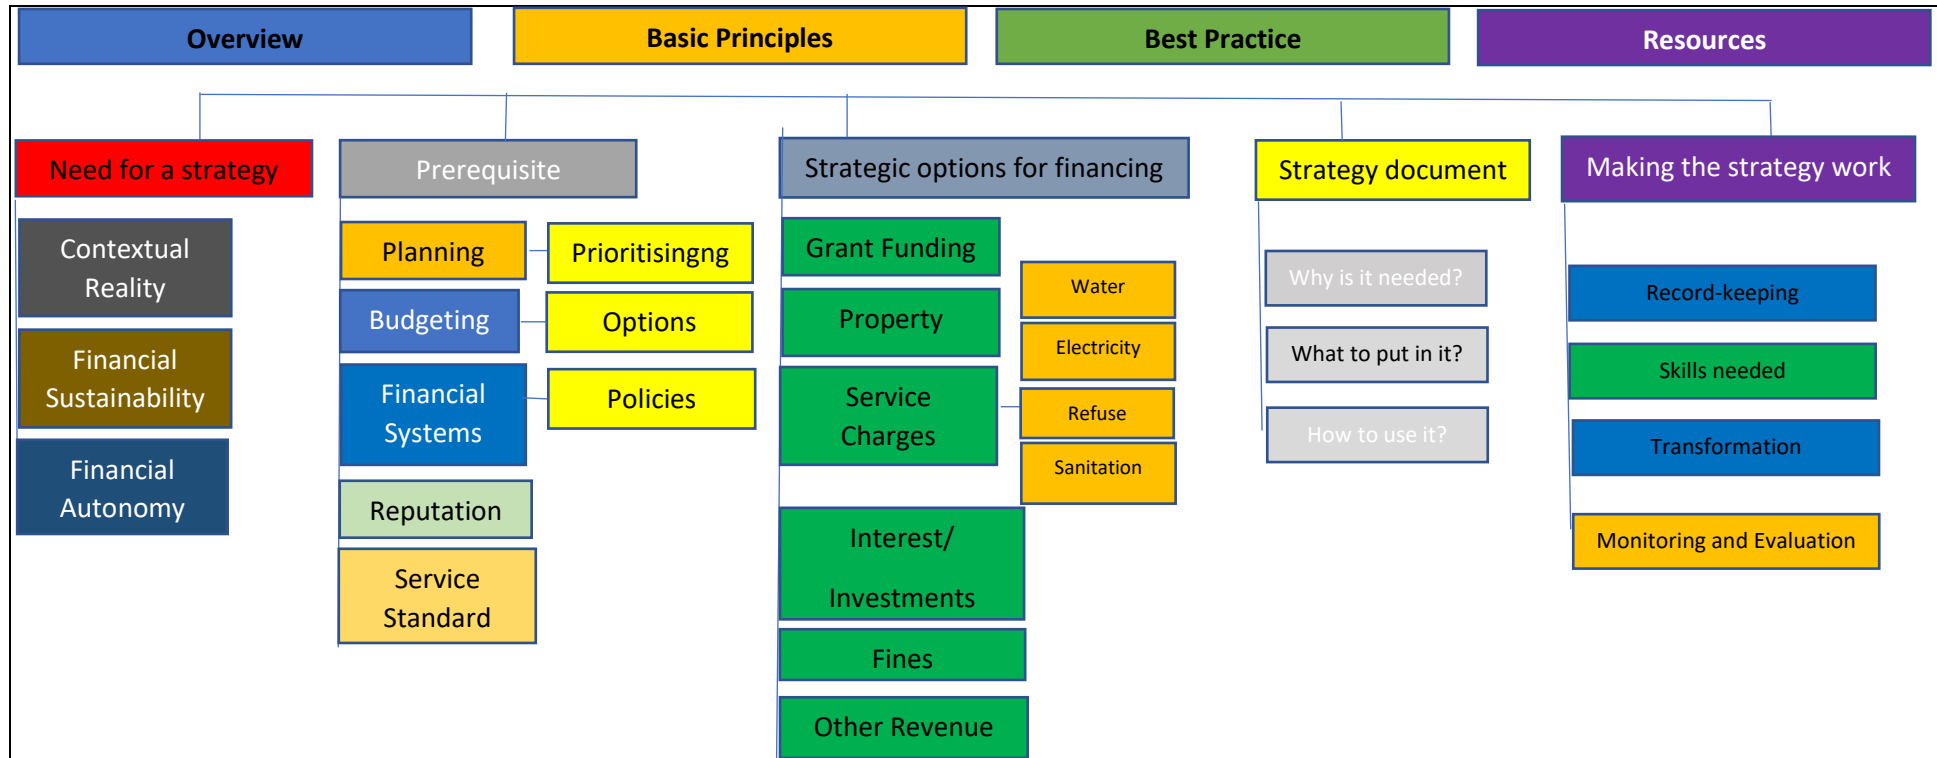 Overview
Basic Principles
Best Practice
Resources
Need for a strategy
Contextual
Reality
Financial
Sustainability
Financial
Autonomy
Prerequisite
Planning
Prioritisingng
Budgeting
Options
Financial
Systems
Policies
Reputation
Service
Standard
Strategic options for financing
Grant Funding
Property
Service
Charges
Water
Electricity
Refuse
Sanitation
Interest/
Investments
Fines
Other Revenue
Strategy document
Why is it needed?
What to put in it?
How to use it?
Making the strategy work
Record-keeping
Skills needed
Transformation
Monitoring and Evaluation